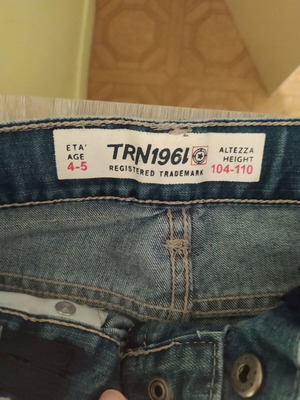 ETA' AGE 4-5
TRN1961
REGISTERED TRADEMARK
ALTEZZA HEIGHT 104-110